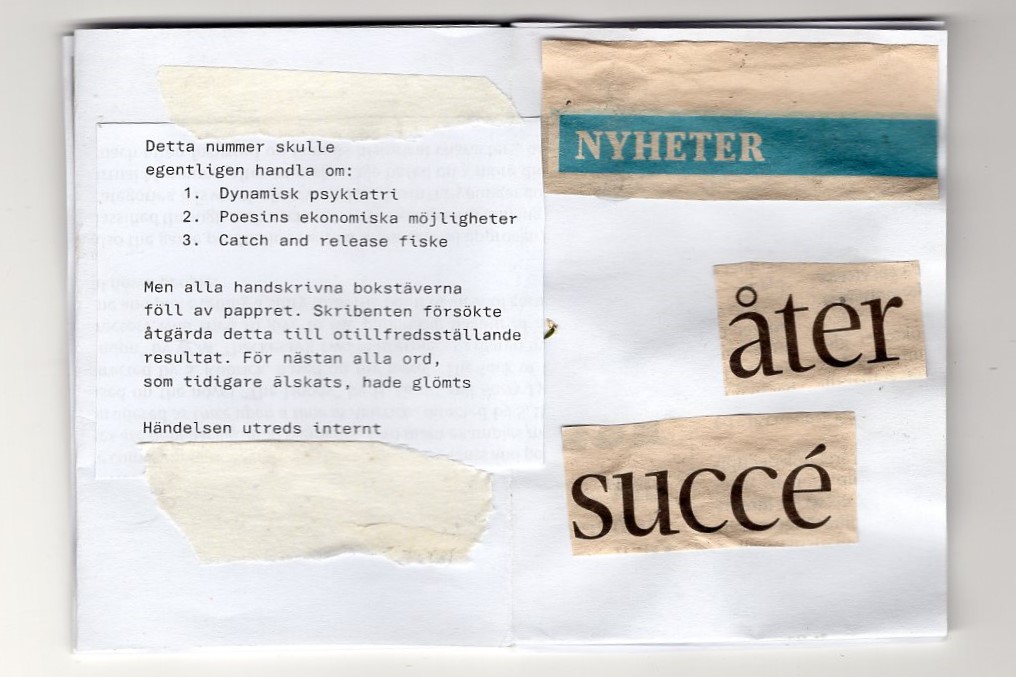 Detta nummer skulle
egentligen handla om:
1. Dynamisk psykiatri
2. Poesins ekonomiska möjligheter
3. Catch and release fiske
Men alla handskrivna bokstäverna
föll av pappret. Skribenten försökte
åtgärda detta till otillfredsställande
resultat. För nästan alla ord,
som tidigare älskats, hade glömts
Händelsen utreds internt
NYHETER
åter
succé